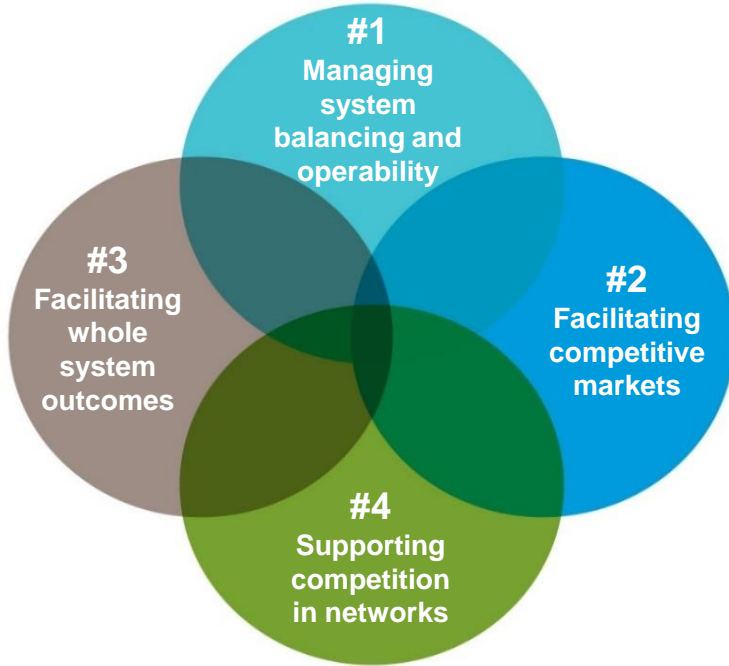 #1
Managing
system
balancing and
operability
#2
Facilitating
competitive
markets
#3
Facilitating
whole
system
outcomes
#4
Supporting
competition
in networks